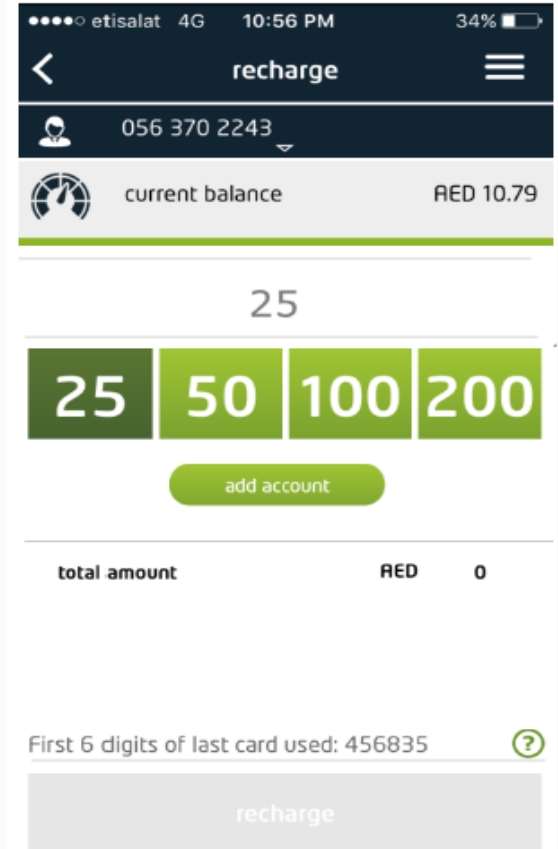 etisalat 4G 10:56 PM 34%
recharge
056 370 2243
current balance AED 10.79
25
25 50 100 200
add account
total amount AED 0
First 6 digits of last card used: 456835 ?
recharge